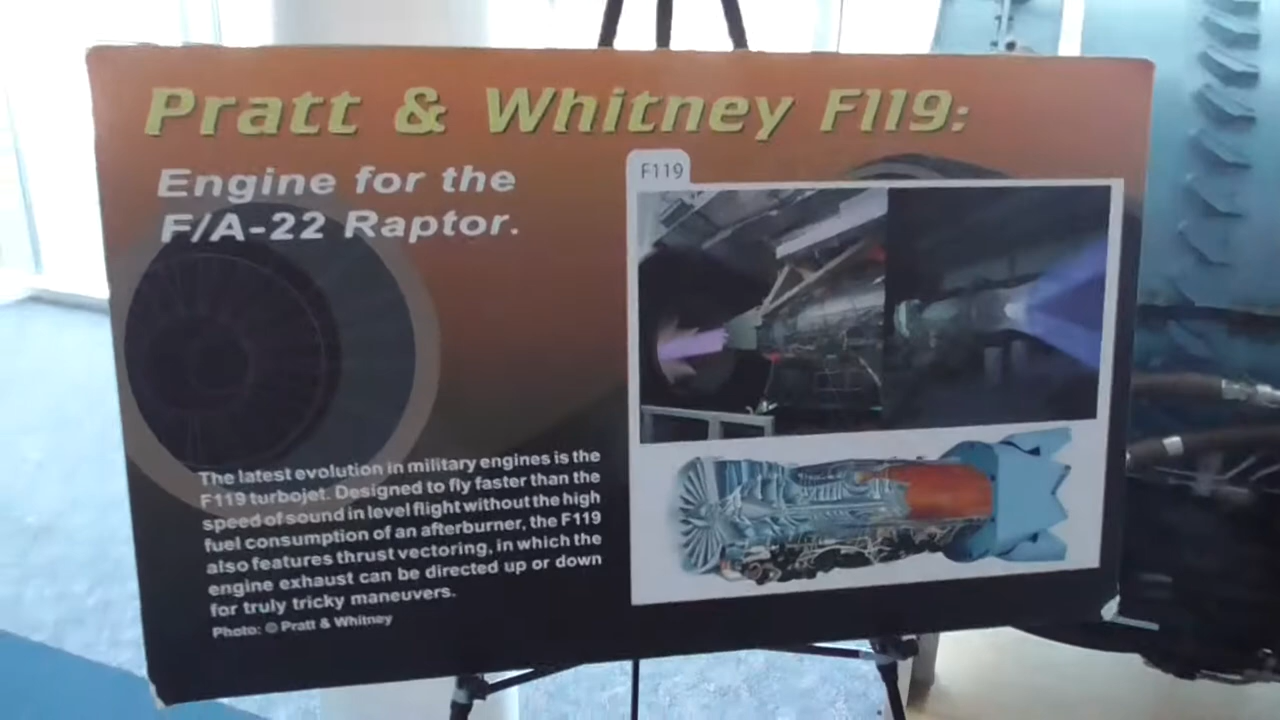 Pratt & Whitney F119:
Engine for the
F/A-22 Raptor.
F119
The latest evolution in military engines is the
F119 turbojet. Designed to fly faster than the
speed of sound in level flight without the high
fuel consumption of an afterburner, the F119
also features thrust vectoring, in which the
engine exhaust can be directed up or down
for truly tricky maneuvers.
Photo: © Pratt & Whitney